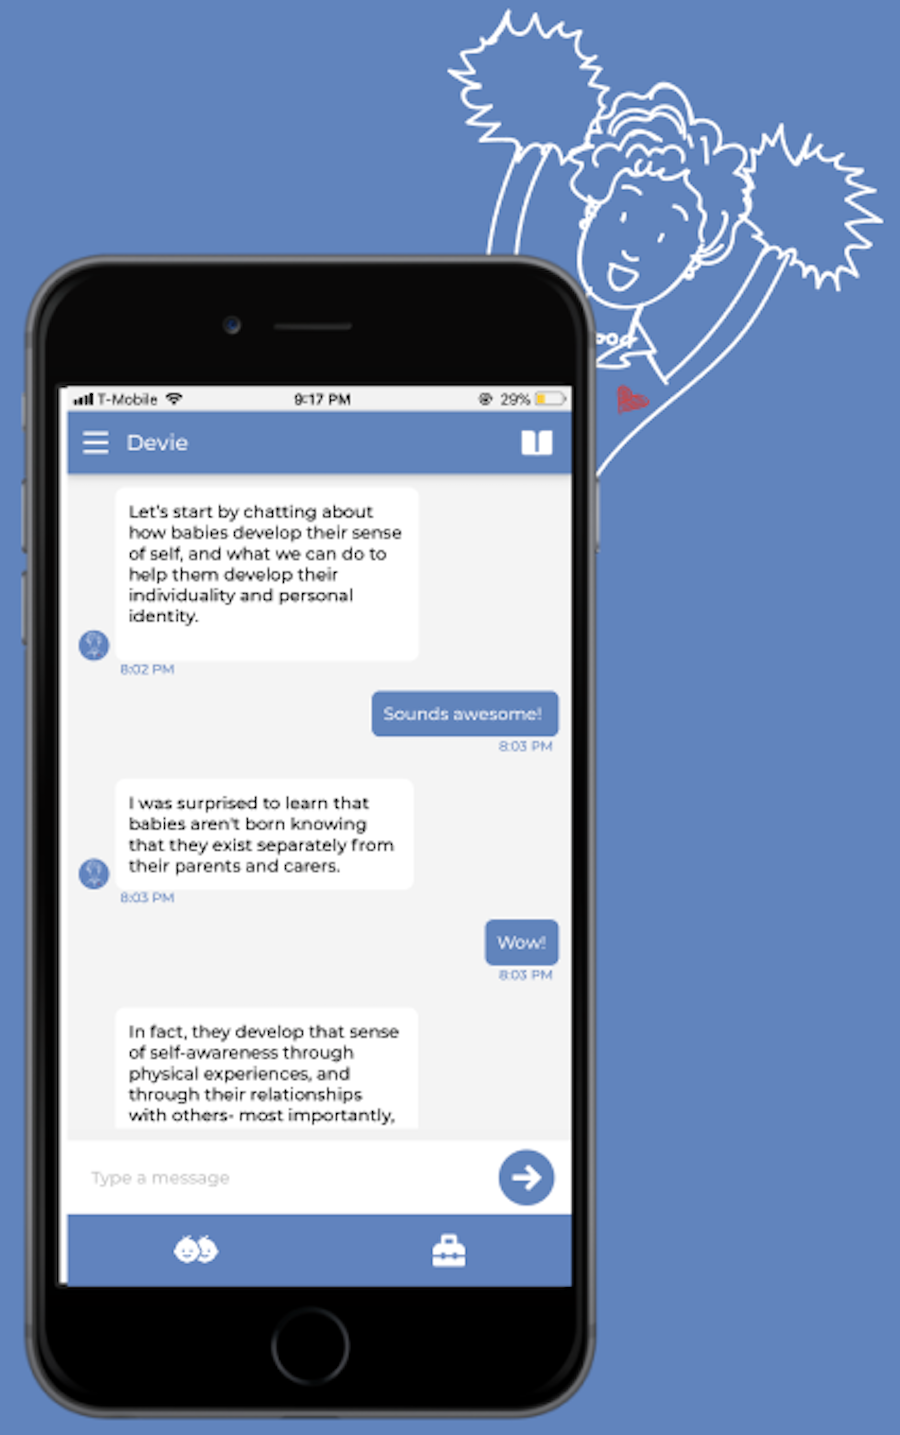 T-Mobile 9:17 PM 29%
Devie
Let's start by chatting about
how babies develop their sense
of self, and what we can do to
help them develop their
individuality and personal
identity.
8:02 PM
Sounds awesome!
8:03 PM
I was surprised to learn that
babies aren't born knowing
that they exist separately from
their parents and carers.
8:03 PM
Wow!
8:03 PM
In fact, they develop that sense
of self-awareness through
physical experiences, and
through their relationships
with others- most importantly,
Type a message